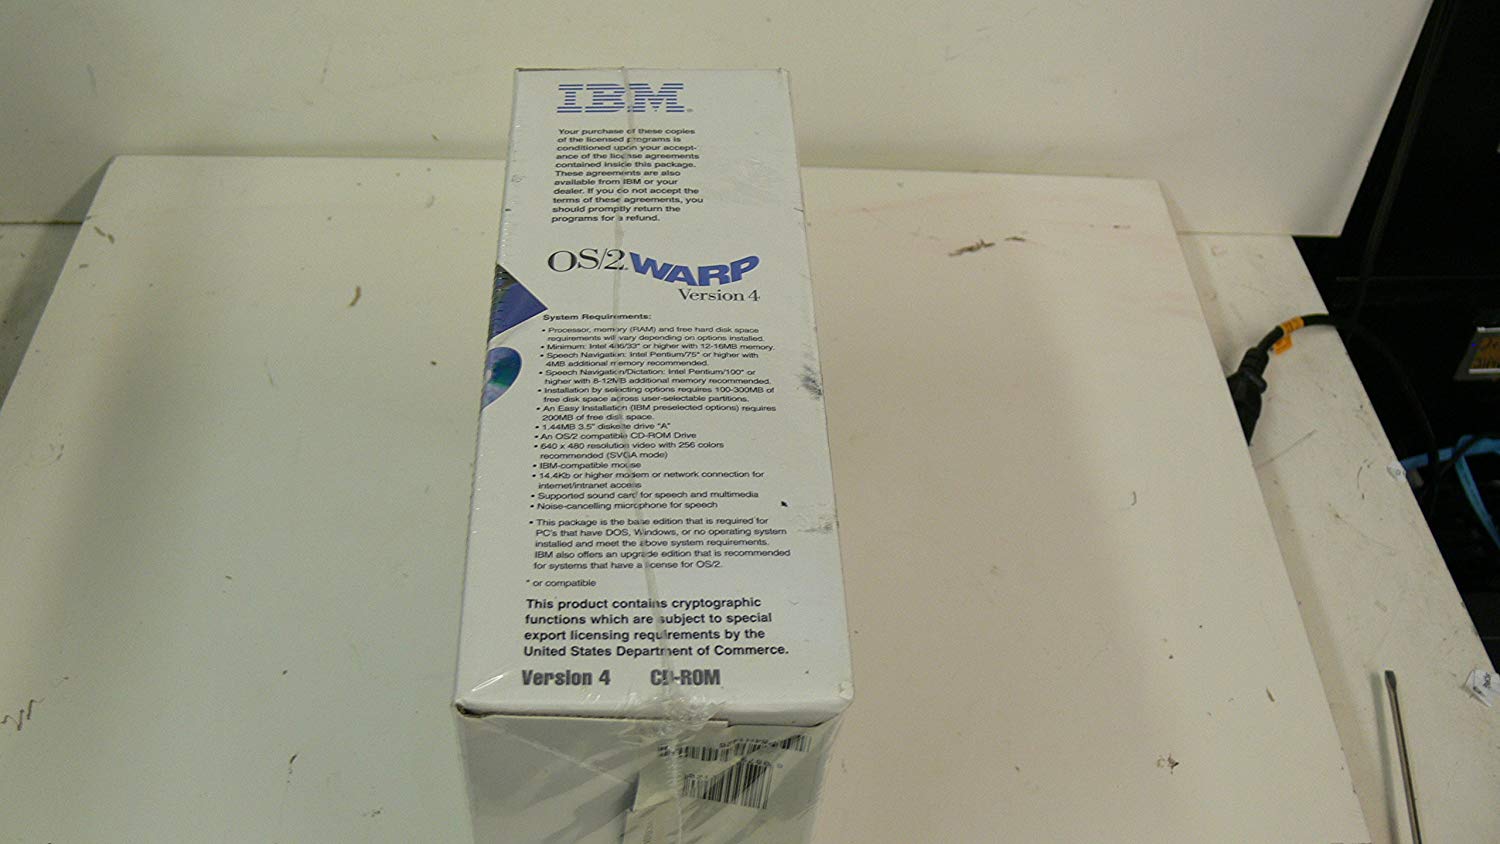 IBM
Your purchase of these copies
of the licensed programs is
conditioned upon your accept-
ance of the license agreements
contained inside this package.
These agreements are also
available from IBM or your
dealer. If you do not accept the
terms of these agreements, you
should promptly return the
programs for a refund.
OS/2 WARP
Version 4
System Requirements:
• Processor, memory (RAM) and free hard disk space
requirements will vary depending on options installed.
• Minimum: Intel 486/33* or higher with 12-16MB memory.
• Speech Navigation: Intel Pentium/75* or higher with
4MB additional memory recommended.
• Speech Navigation/Dictation: Intel Pentium/100* or
higher with 8-12MB additional memory recommended.
• Installation by selecting options requires 100-300MB of
free disk space across user-selectable partitions.
• An Easy Installation (IBM preselected options) requires
200MB of free disk space.
• 1.44MB 3.5" diskette drive "A"
• An OS/2 compatible CD-ROM Drive
• 640 x 480 resolution video with 256 colors
recommended (SVGA mode)
• IBM-compatible mouse
• 14.4Kb or higher modem or network connection for
internet/intranet access
• Supported sound card for speech and multimedia
• Noise-cancelling microphone for speech
• This package is the base edition that is required for
PC's that have DOS, Windows, or no operating system
installed and meet the above system requirements.
IBM also offers an upgrade edition that is recommended
for systems that have a license for OS/2.
* or compatible
This product contains cryptographic
functions which are subject to special
export licensing requirements by the
United States Department of Commerce.
Version 4 CD-ROM